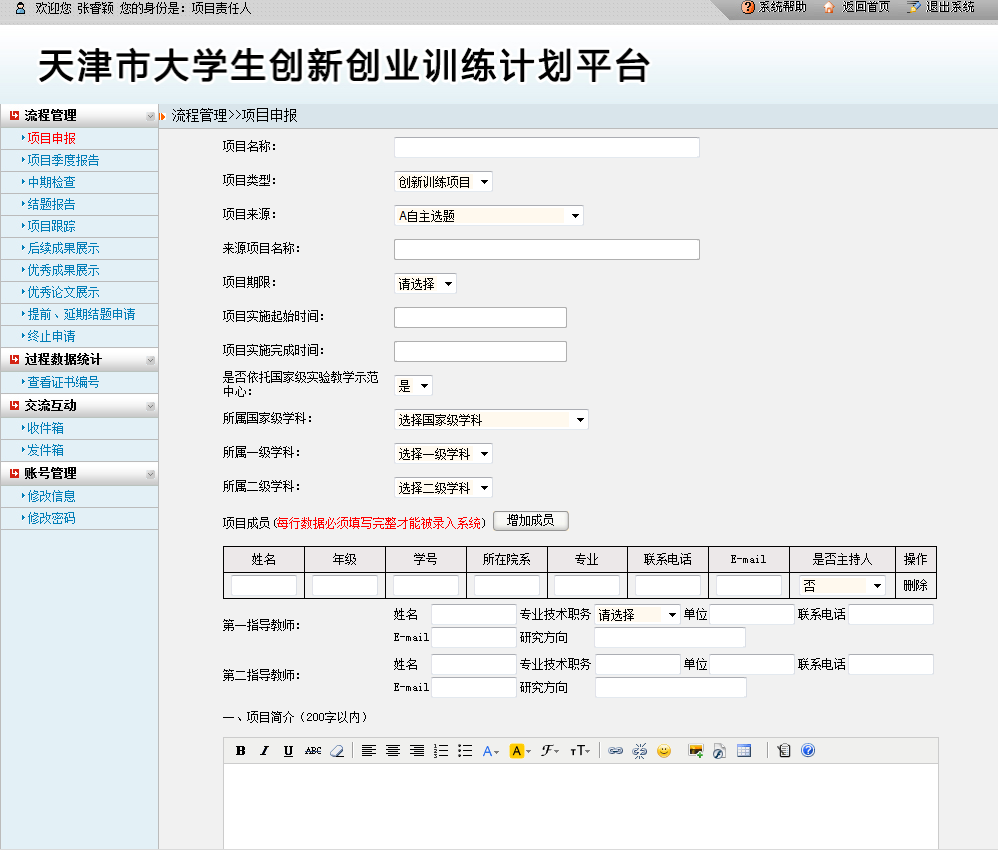 欢迎您 张睿颖 您的身份是：项目责任人
系统帮助 返回首页 退出系统
天津市大学生创新创业训练计划平台
流程管理
项目申报
项目季度报告
中期检查
结题报告
项目跟踪
后续成果展示
优秀成果展示
优秀论文展示
提前、延期结题申请
终止申请
过程数据统计
查看证书编号
交流互动
收件箱
发件箱
账号管理
修改信息
修改密码
流程管理>>项目申报
项目名称：
项目类型： 创新训练项目
项目来源： A自主选题
来源项目名称：
项目期限： 请选择
项目实施起始时间：
项目实施完成时间：
是否依托国家级实验教学示范
中心： 是
所属国家级学科： 选择国家级学科
所属一级学科： 选择一级学科
所属二级学科： 选择二级学科
项目成员(每行数据必须填写完整才能被录入系统) 增加成员
姓名 年级 学号 所在院系 专业 联系电话 E-mail 是否主持人 操作
否 删除
第一指导教师： 姓名 专业技术职务 请选择 单位 联系电话
E-mail 研究方向
第二指导教师： 姓名 专业技术职务 单位 联系电话
E-mail 研究方向
一、项目简介（200字以内）
B I U ABC A A F TT